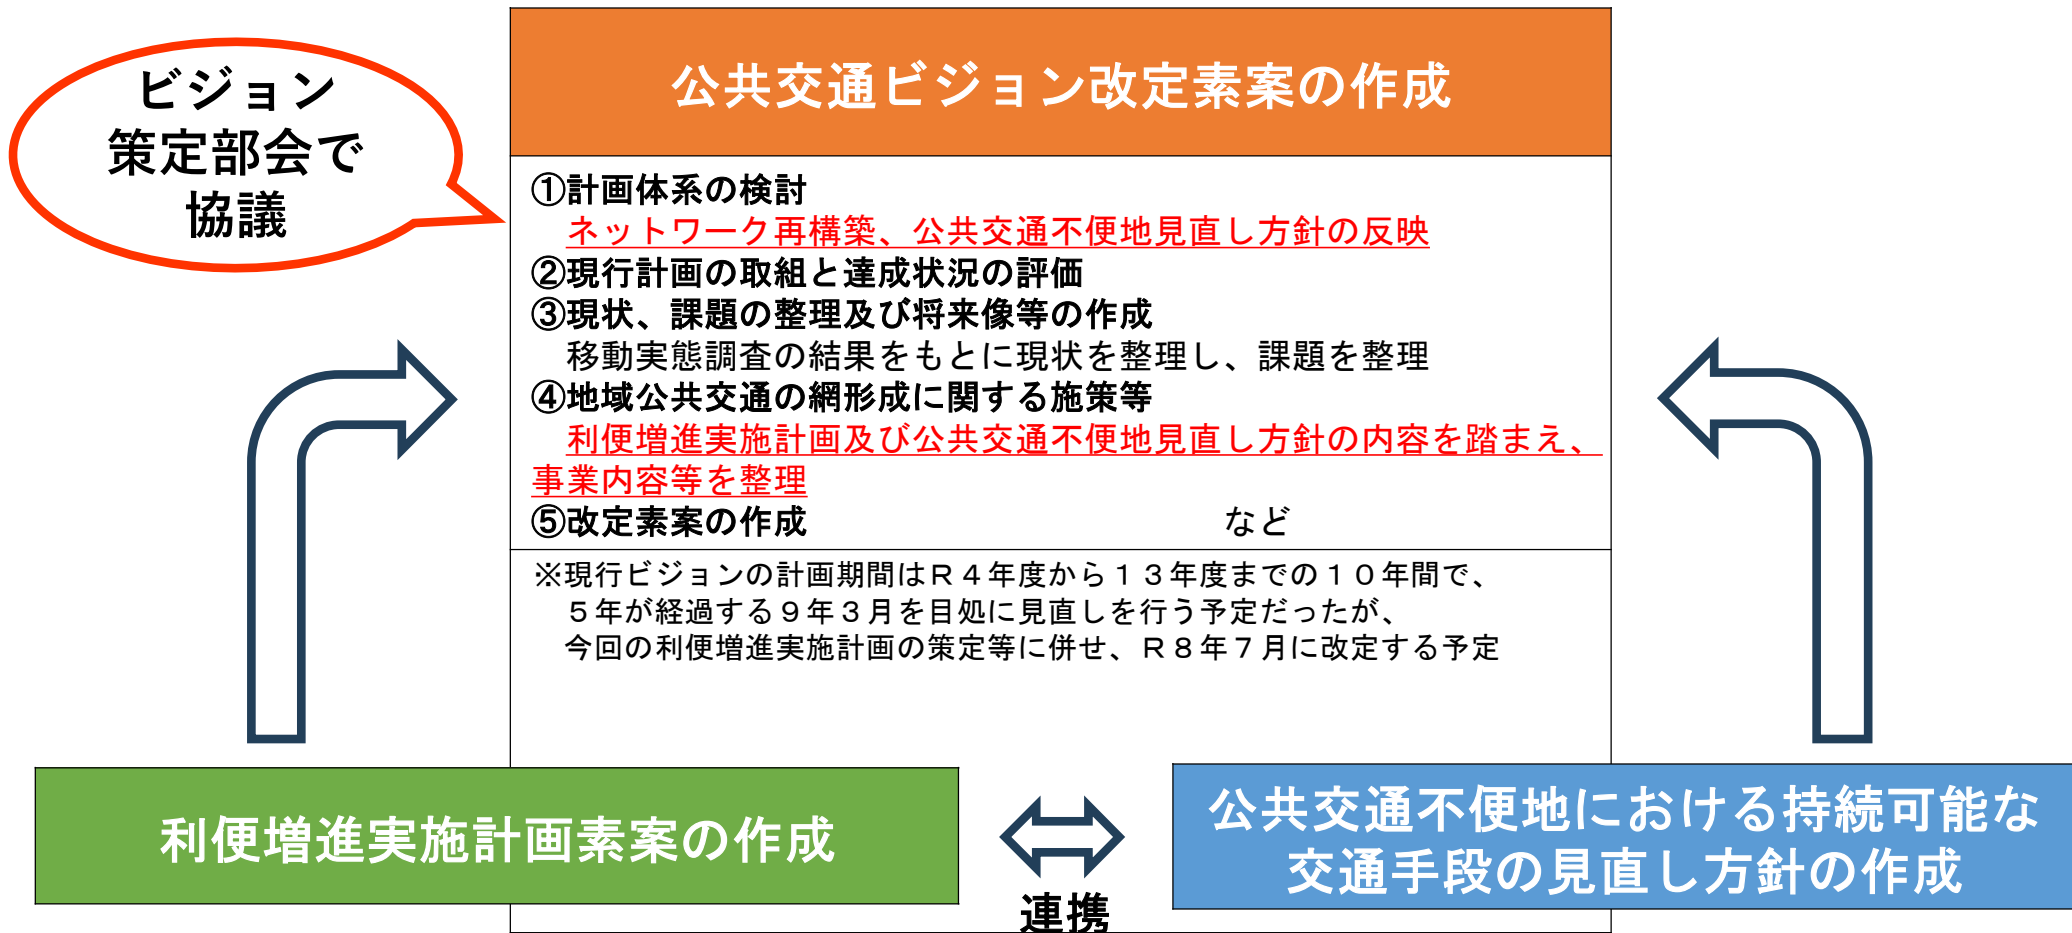 ビジョン
策定部会で
協議
公共交通ビジョン改定素案の作成
①計画体系の検討
ネットワーク再構築、公共交通不便地見直し方針の反映
②現行計画の取組と達成状況の評価
③現状、課題の整理及び将来像等の作成
移動実態調査の結果をもとに現状を整理し、課題を整理
④地域公共交通の網形成に関する施策等
利便増進実施計画及び公共交通不便地見直し方針の内容を踏まえ、
事業内容等を整理
⑤改定素案の作成 など
※現行ビジョンの計画期間はＲ４年度から１３年度までの１０年間で、
５年が経過する９年３月を目処に見直しを行う予定だったが、
今回の利便増進実施計画の策定等に併せ、Ｒ８年７月に改定する予定
利便増進実施計画素案の作成
連携
公共交通不便地における持続可能な
交通手段の見直し方針の作成